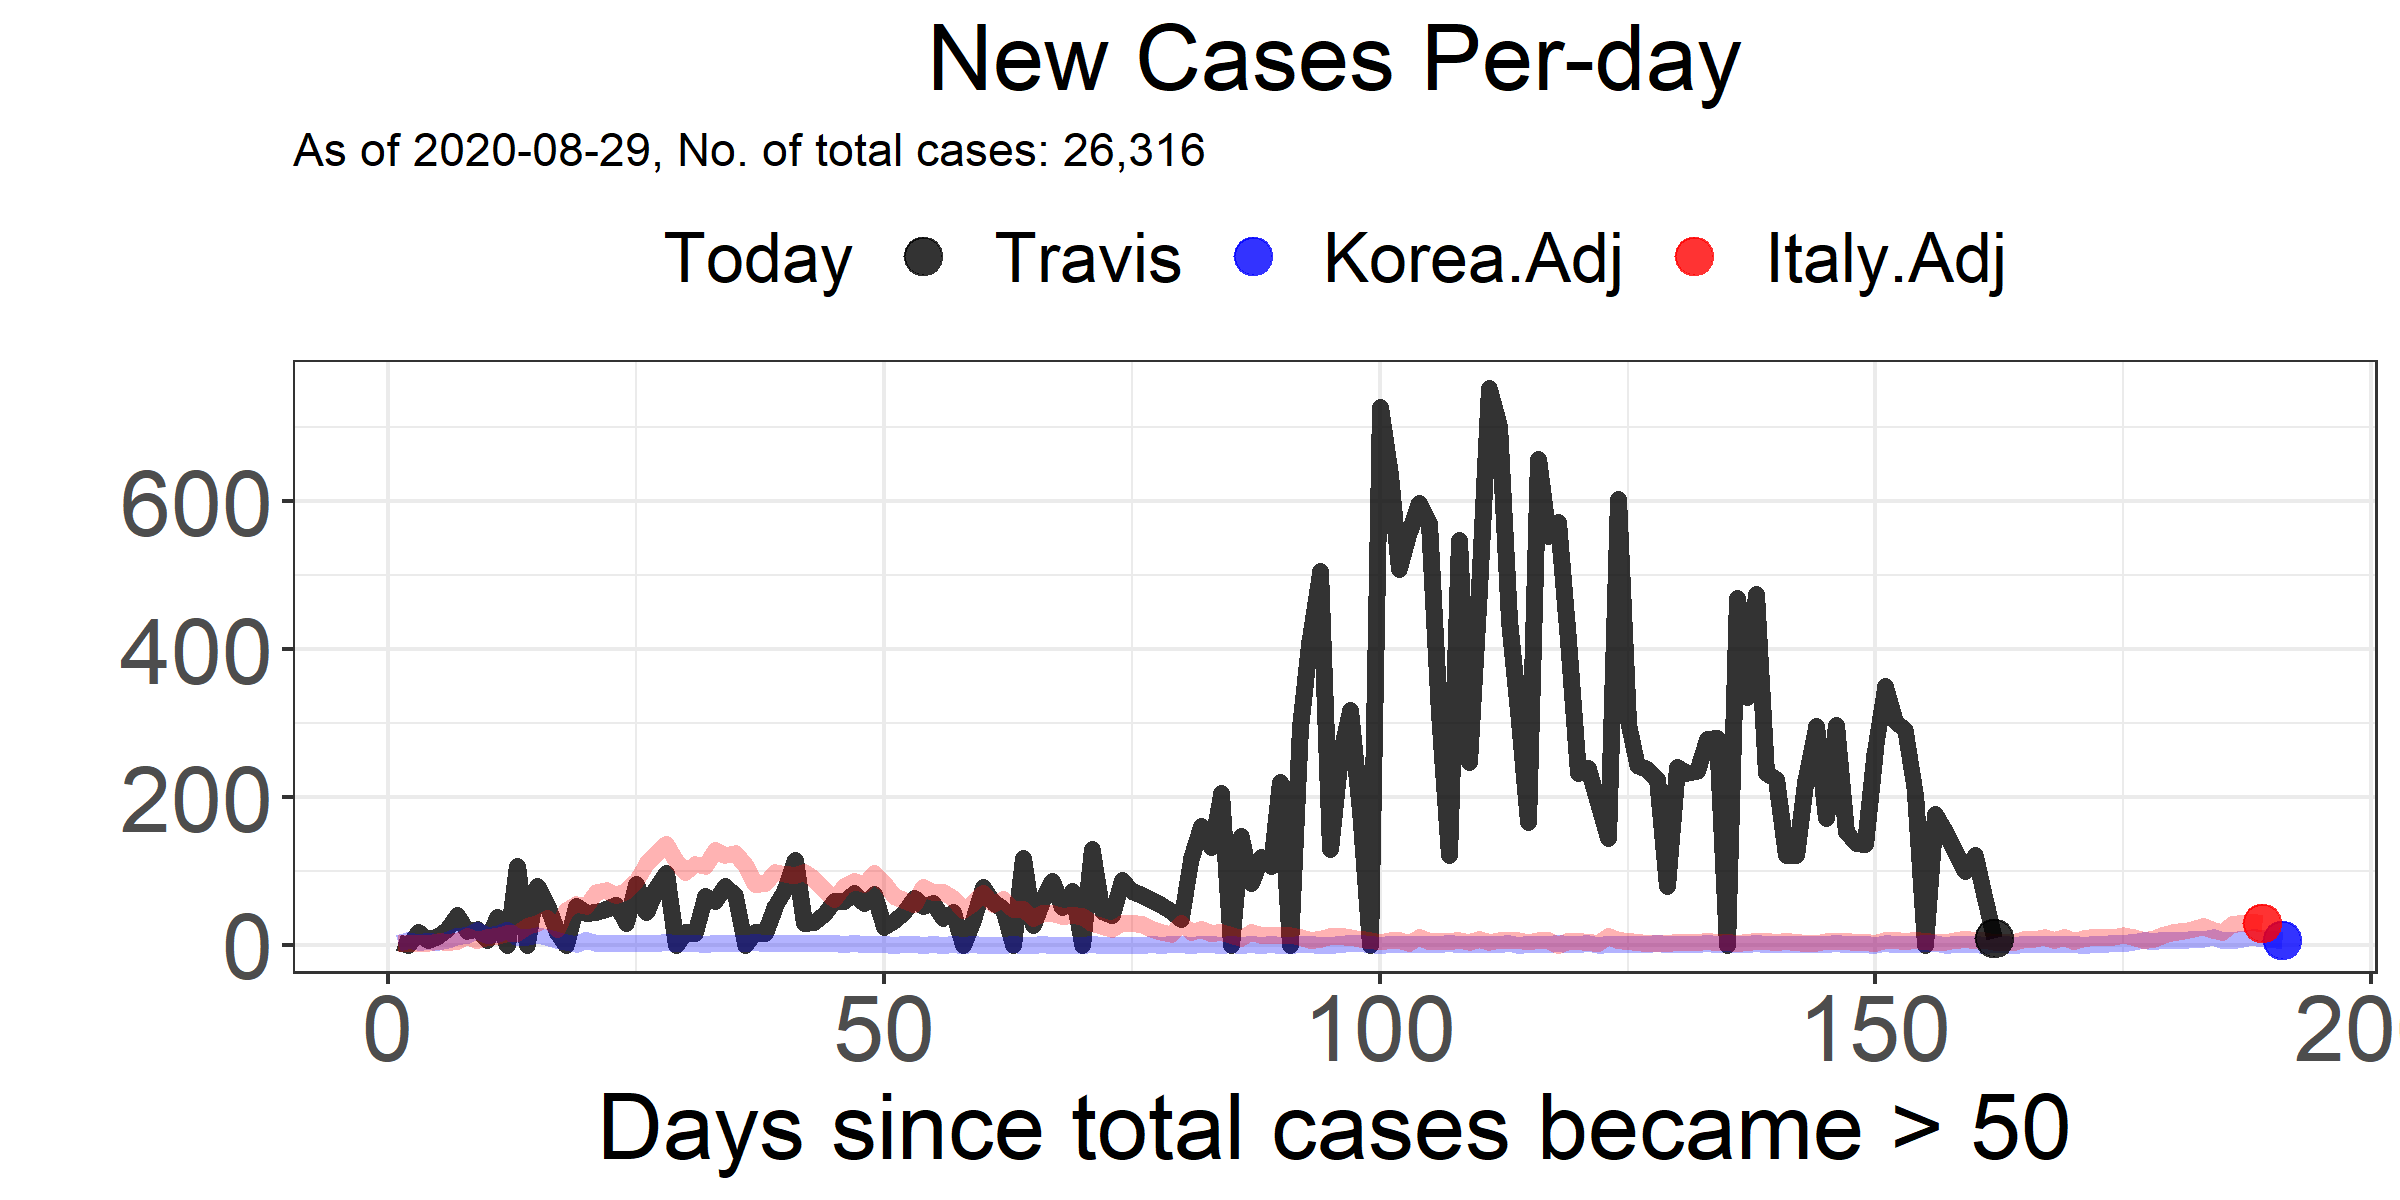 New Cases Per-day
As of 2020-08-29, No. of total cases: 26,316
Today Travis Korea.Adj Italy.Adj
600
400
200
0
0 50 100 150 20
Days since total cases became > 50